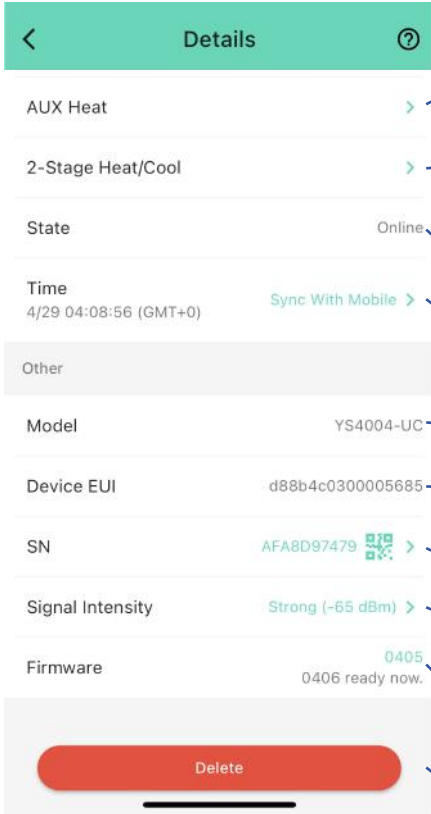 Details
AUX Heat
2-Stage Heat/Cool
State Online
Time
4/29 04:08:56 (GMT+0) Sync With Mobile
Other
Model YS4004-UC
Device EUI d88b4c0300005685
SN AFA8D97479
Signal Intensity Strong (-65 dBm)
Firmware 0405
0406 ready now.
Delete